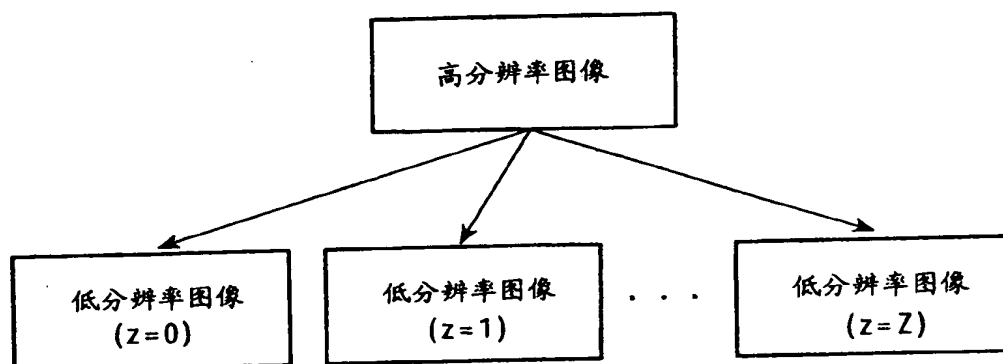 高分辨率图像
低分辨率图像
(z=0)
低分辨率图像
(z=1)
. . .
低分辨率图像
(z=Z)